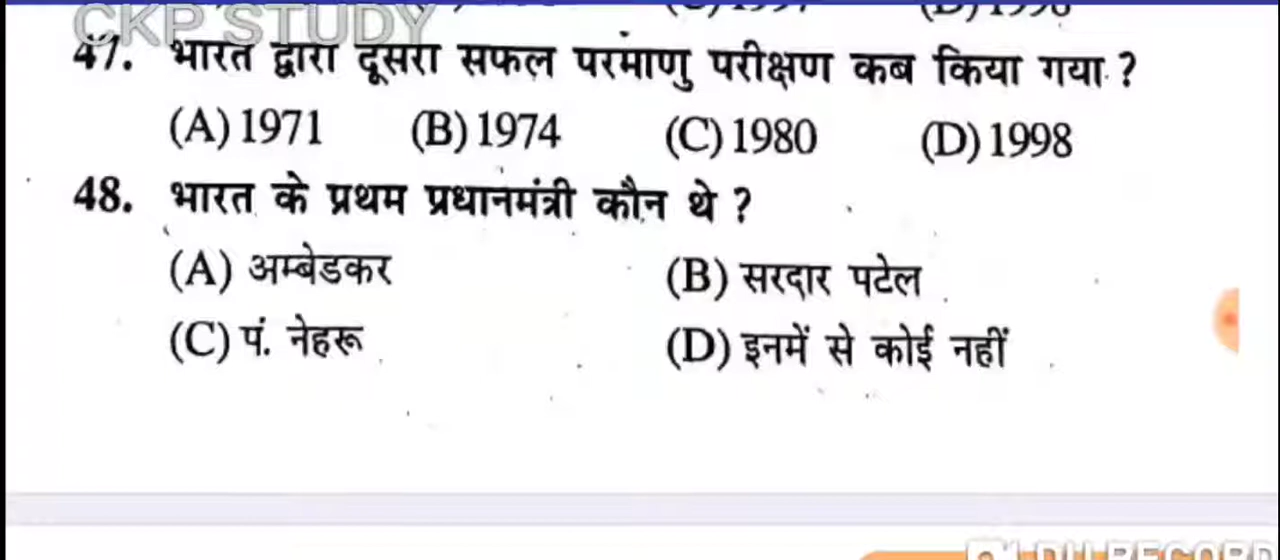 CKP STUDY
47. भारत द्वारा दूसरा सफल परमाणु परीक्षण कब किया गया ?
(A) 1971 (B) 1974 (C) 1980 (D) 1998
48. भारत के प्रथम प्रधानमंत्री कौन थे ?
(A) अम्बेडकर (B) सरदार पटेल
(C) पं. नेहरू (D) इनमें से कोई नहीं